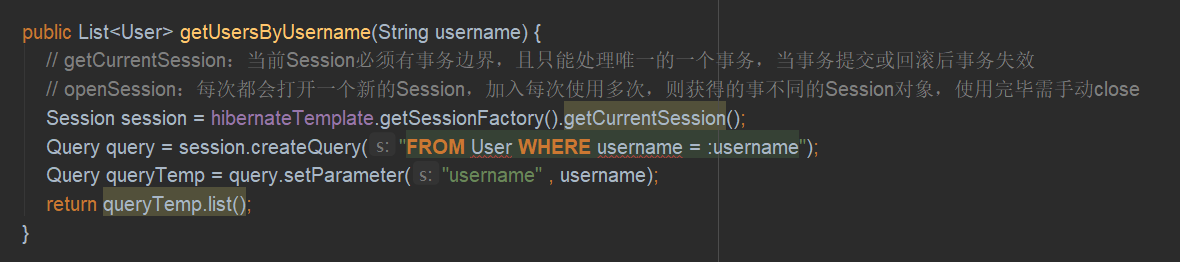 public List<User> getUsersByUsername(String username) {
// getCurrentSession：当前Session必须有事务边界，且只能处理唯一的一个事务，当事务提交或回滚后事务失效
// openSession：每次都会打开一个新的Session，加入每次使用多次，则获得的事不同的Session对象，使用完毕需手动close
Session session = hibernateTemplate.getSessionFactory().getCurrentSession();
Query query = session.createQuery( s: "FROM User WHERE username = :username");
Query queryTemp = query.setParameter( s: "username" , username);
return queryTemp.list();
}